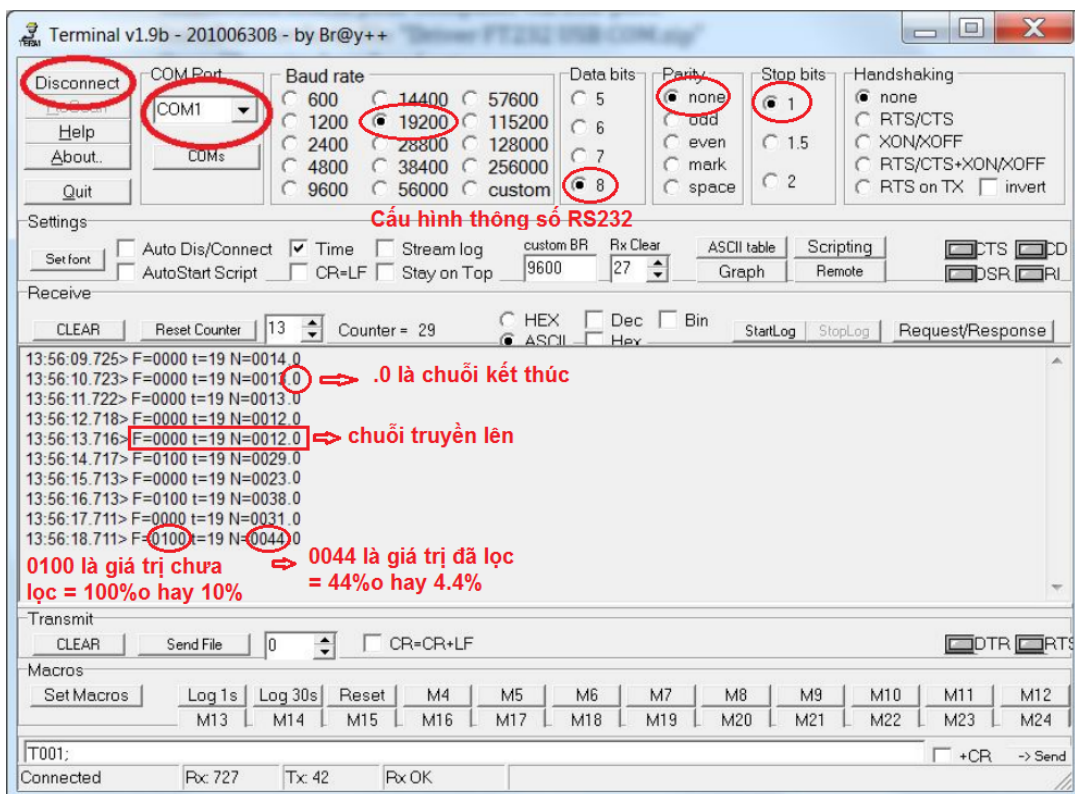 Terminal v1.9b - 20100630ß - by Br@y++
Disconnect
Help
About..
Quit
COM Port
COM1
COMs
Baud rate
600 14400 57600
1200 19200 115200
2400 28800 128000
4800 38400 256000
9600 56000 custom
Data bits
5
6
7
8
Parity
none
odd
even
mark
space
Stop bits
1
1.5
2
Handshaking
none
RTS/CTS
XON/XOFF
RTS/CTS+XON/XOFF
RTS on TX invert
Cấu hình thông số RS232
Settings
Set font
Auto Dis/Connect Time Stream log
AutoStart Script CR=LF Stay on Top
custom BR Rx Clear
9600 27
ASCII table Scripting
Graph Remote
CTS CD
DSR RI
Receive
CLEAR Reset Counter 13 Counter = 29
HEX Dec Bin
ASCII Hex
StartLog StopLog Request/Response
13:56:09.725> F=0000 t=19 N=0014.0
13:56:10.723> F=0000 t=19 N=0013.0
.0 là chuỗi kết thúc
13:56:11.722> F=0000 t=19 N=0013.0
13:56:12.718> F=0000 t=19 N=0012.0
13:56:13.716> F=0000 t=19 N=0012.0
chuỗi truyền lên
13:56:14.717> F=0100 t=19 N=0029.0
13:56:15.713> F=0000 t=19 N=0023.0
13:56:16.713> F=0100 t=19 N=0038.0
13:56:17.711> F=0000 t=19 N=0031.0
13:56:18.711> F=0100 t=19 N=0044.0
0100 là giá trị chưa
lọc = 100%o hay 10%
0044 là giá trị đã lọc
= 44%o hay 4.4%
Transmit
CLEAR Send File 0 CR=CR+LF
DTR RTS
Macros
Set Macros Log 1s Log 30s Reset M4 M5 M6 M7 M8 M9 M10 M11 M12
M13 M14 M15 M16 M17 M18 M19 M20 M21 M22 M23 M24
T001;
+CR -> Send
Connected Rx: 727 Tx: 42 Rx OK